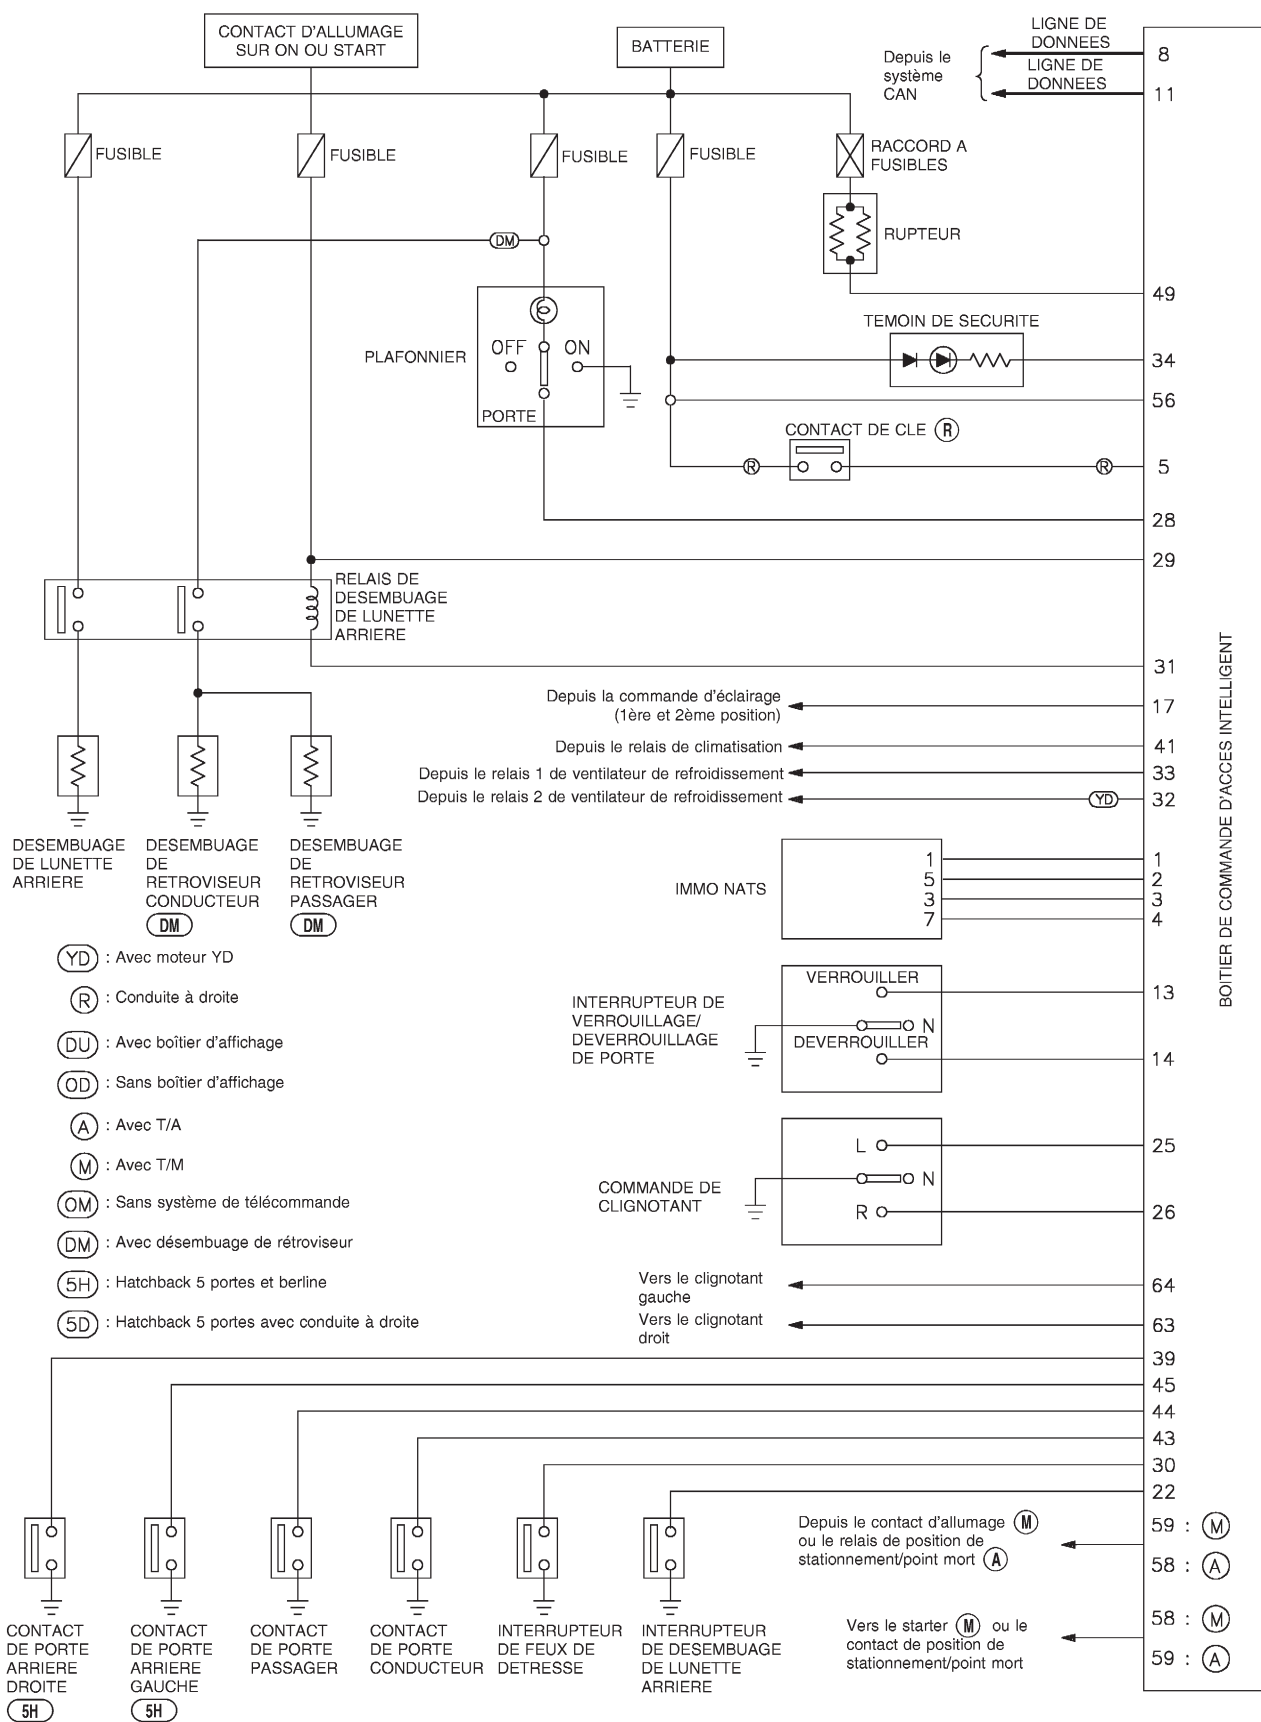 CONTACT D'ALLUMAGE
SUR ON OU START
BATTERIE
LIGNE DE
DONNEES
8
Depuis le
système
CAN
LIGNE DE
DONNEES
11
FUSIBLE
FUSIBLE
FUSIBLE
FUSIBLE
RACCORD A
FUSIBLES
DM
RUPTEUR
49
TEMOIN DE SECURITE
34
PLAFONNIER
OFF
ON
PORTE
56
CONTACT DE CLE R
R
R
5
28
29
RELAIS DE
DESEMBUAGE
DE LUNETTE
ARRIERE
31
Depuis la commande d'éclairage
(1ère et 2ème position)
17
Depuis le relais de climatisation
41
Depuis le relais 1 de ventilateur de refroidissement
33
Depuis le relais 2 de ventilateur de refroidissement
YD
32
BOITIER DE COMMANDE D'ACCES INTELLIGENT
DESEMBUAGE
DE LUNETTE
ARRIERE
DESEMBUAGE
DE
RETROVISEUR
CONDUCTEUR
DM
DESEMBUAGE
DE
RETROVISEUR
PASSAGER
DM
IMMO NATS
1 1
5 2
3 3
7 4
YD : Avec moteur YD
R : Conduite à droite
DU : Avec boîtier d'affichage
OD : Sans boîtier d'affichage
A : Avec T/A
M : Avec T/M
OM : Sans système de télécommande
DM : Avec désembuage de rétroviseur
5H : Hatchback 5 portes et berline
5D : Hatchback 5 portes avec conduite à droite
INTERRUPTEUR DE
VERROUILLAGE/
DEVERROUILLAGE
DE PORTE
VERROUILLER
13
N
DEVERROUILLER
14
COMMANDE DE
CLIGNOTANT
L
25
N
R
26
Vers le clignotant
gauche
64
Vers le clignotant
droit
63
39
45
44
43
30
22
Depuis le contact d'allumage M
ou le relais de position de
stationnement/point mort A
59 : M
58 : A
Vers le starter M ou le
contact de position de
stationnement/point mort
58 : M
59 : A
CONTACT
DE PORTE
ARRIERE
DROITE
5H
CONTACT
DE PORTE
ARRIERE
GAUCHE
5H
CONTACT
DE PORTE
PASSAGER
CONTACT
DE PORTE
CONDUCTEUR
INTERRUPTEUR
DE FEUX DE
DETRESSE
INTERRUPTEUR
DE DESEMBUAGE
DE LUNETTE
ARRIERE